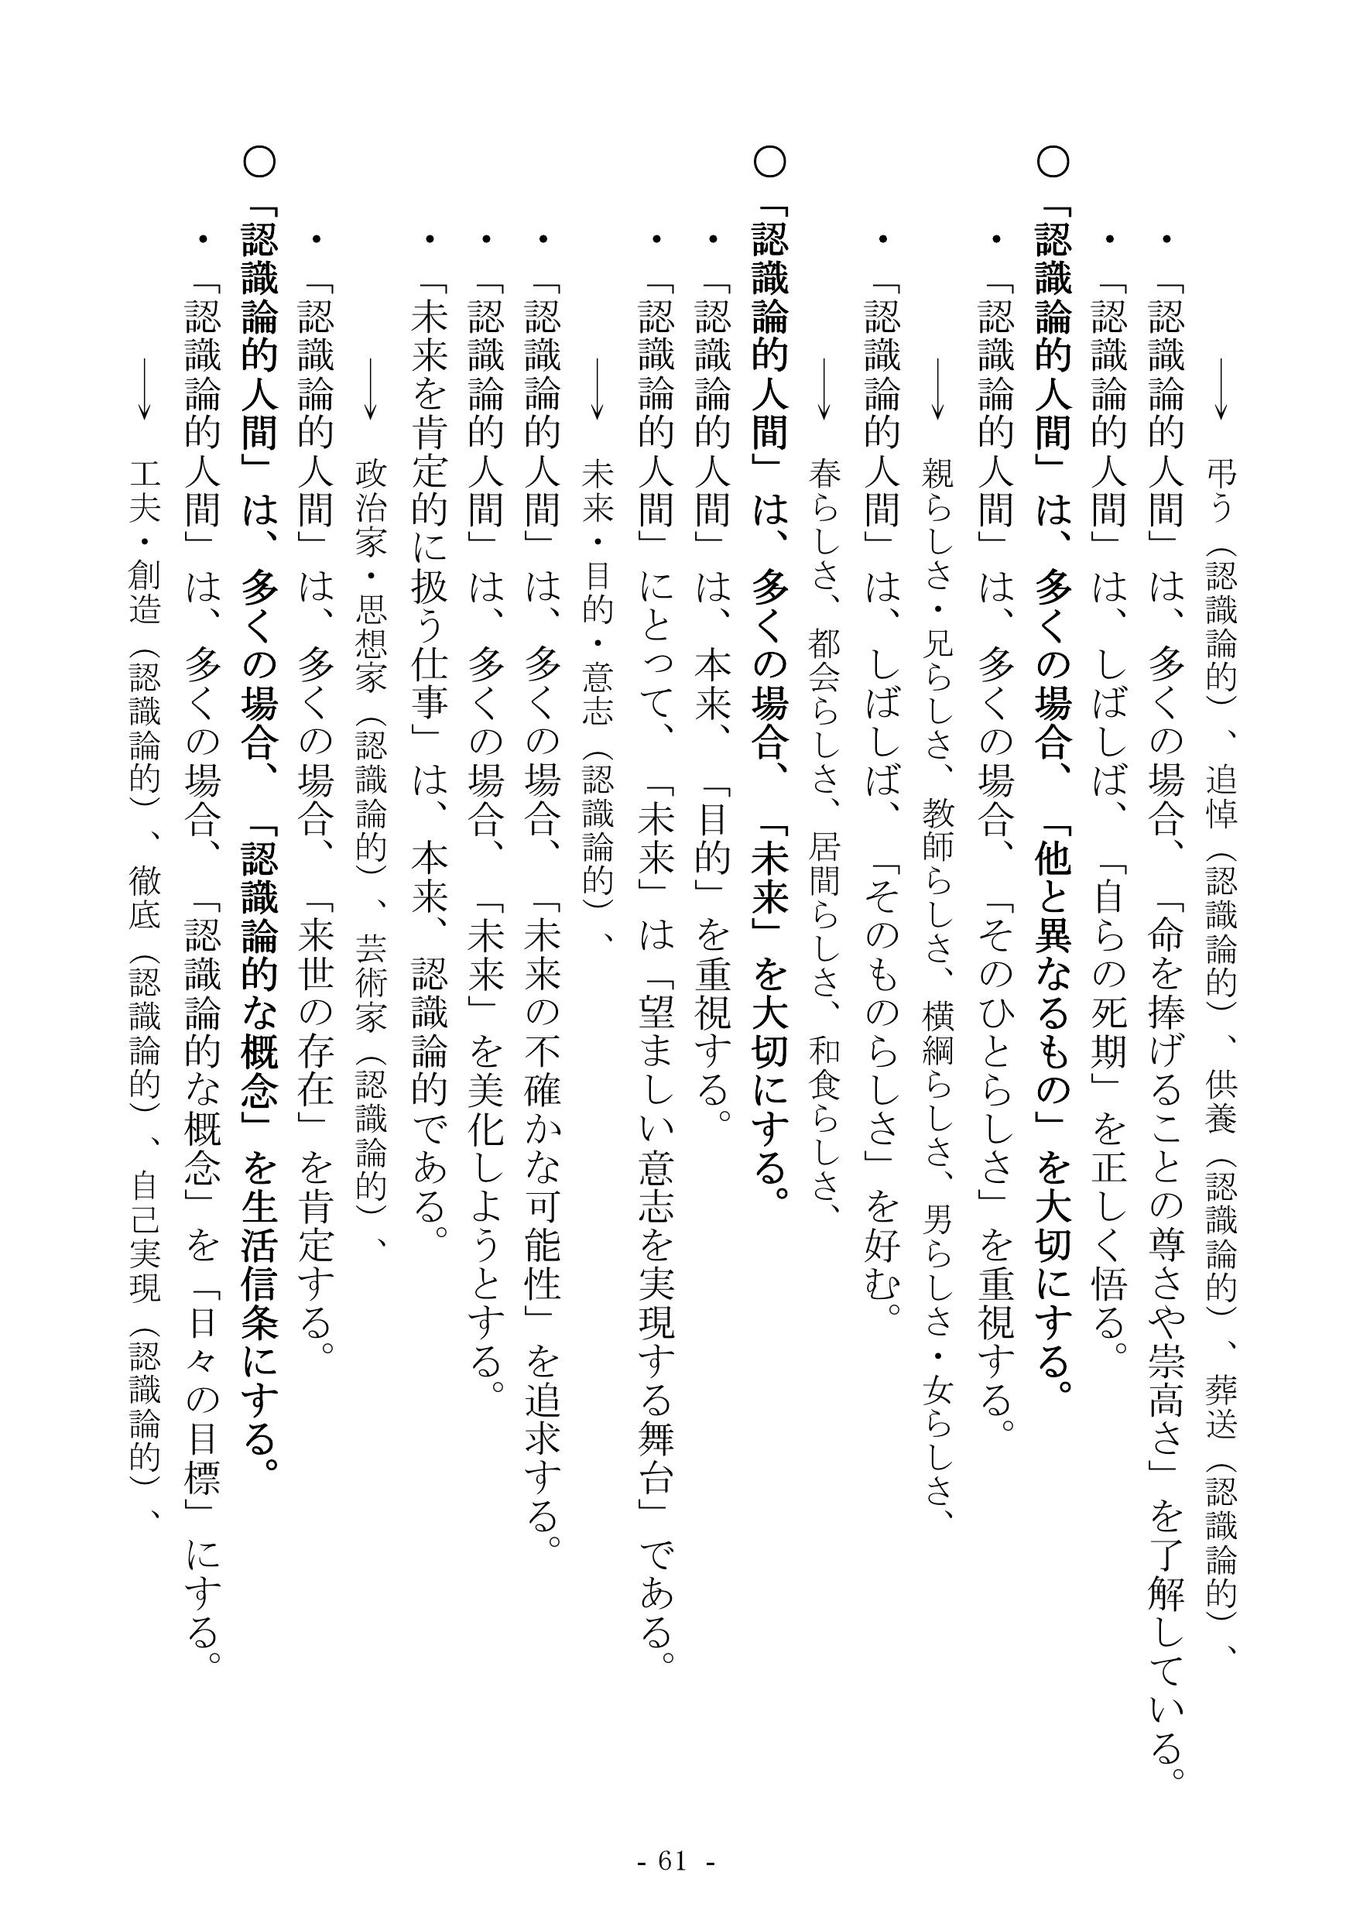 → 弔う（認識論的）、追悼（認識論的）、供養（認識論的）、葬送（認識論的）、
・「認識論的人間」は、多くの場合、「命を捧げることの尊さや崇高さ」を了解している。
・「認識論的人間」は、しばしば、「自らの死期」を正しく悟る。
○「認識論的人間」は、多くの場合、「他と異なるもの」を大切にする。
・「認識論的人間」は、多くの場合、「そのひとらしさ」を重視する。
→ 親らしさ・兄らしさ、教師らしさ、横綱らしさ、男らしさ・女らしさ、
・「認識論的人間」は、しばしば、「そのものらしさ」を好む。
→ 春らしさ、都会らしさ、居間らしさ、和食らしさ、
○「認識論的人間」は、多くの場合、「未来」を大切にする。
・「認識論的人間」は、本来、「目的」を重視する。
・「認識論的人間」にとって、「未来」は「望ましい意志を実現する舞台」である。
→ 未来・目的・意志（認識論的）、
・「認識論的人間」は、多くの場合、「未来の不確かな可能性」を追求する。
・「認識論的人間」は、多くの場合、「未来」を美化しようとする。
・「未来を肯定的に扱う仕事」は、本来、認識論的である。
→ 政治家・思想家（認識論的）、芸術家（認識論的）、
・「認識論的人間」は、多くの場合、「来世の存在」を肯定する。
○「認識論的人間」は、多くの場合、「認識論的な概念」を生活信条にする。
・「認識論的人間」は、多くの場合、「認識論的な概念」を「日々の目標」にする。
→ 工夫・創造（認識論的）、徹底（認識論的）、自己実現（認識論的）、
- 61 -